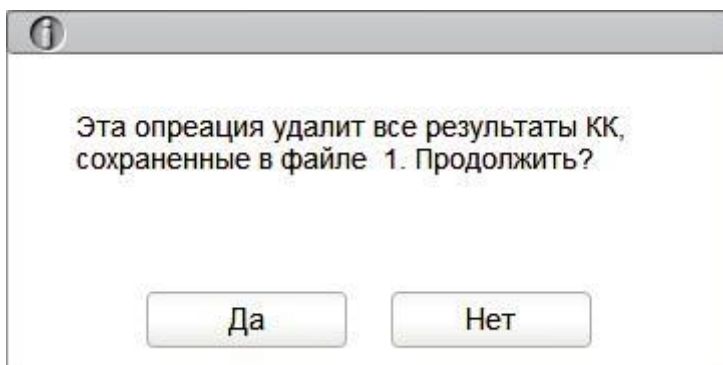 Эта опреация удалит все результаты КК,
сохраненные в файле  1. Продолжить?
Да
Нет